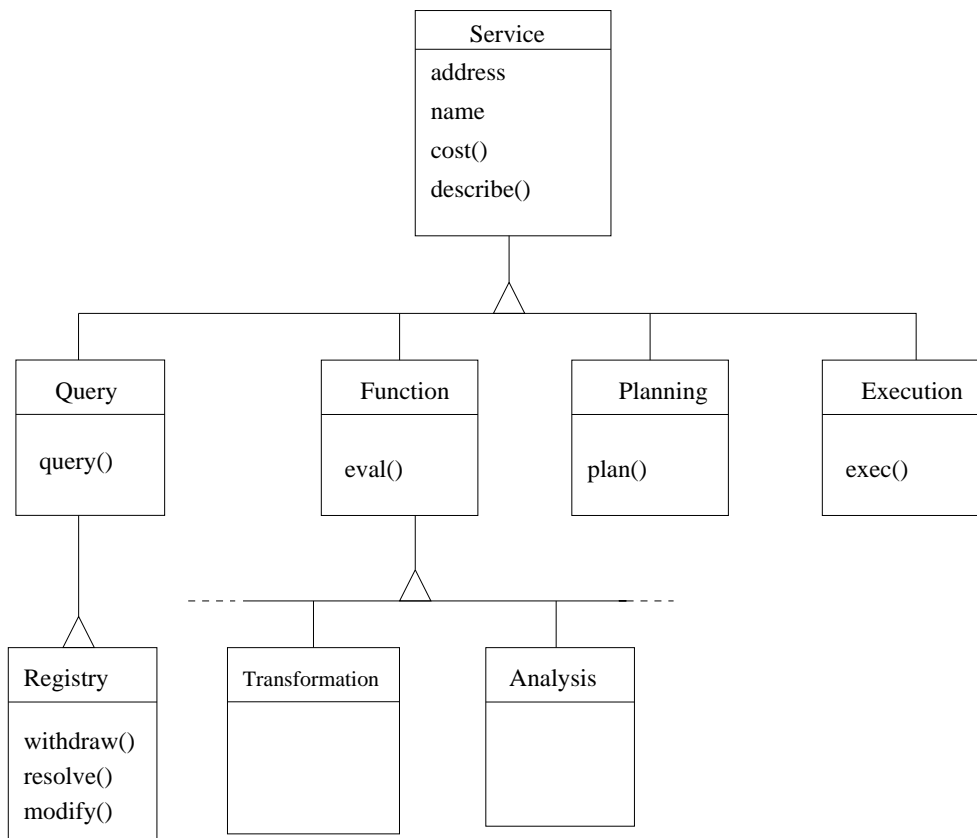 Service
address
name
cost()
describe()
Query
query()
Function
eval()
Planning
plan()
Execution
exec()
Registry
withdraw()
resolve()
modify()
Transformation
Analysis